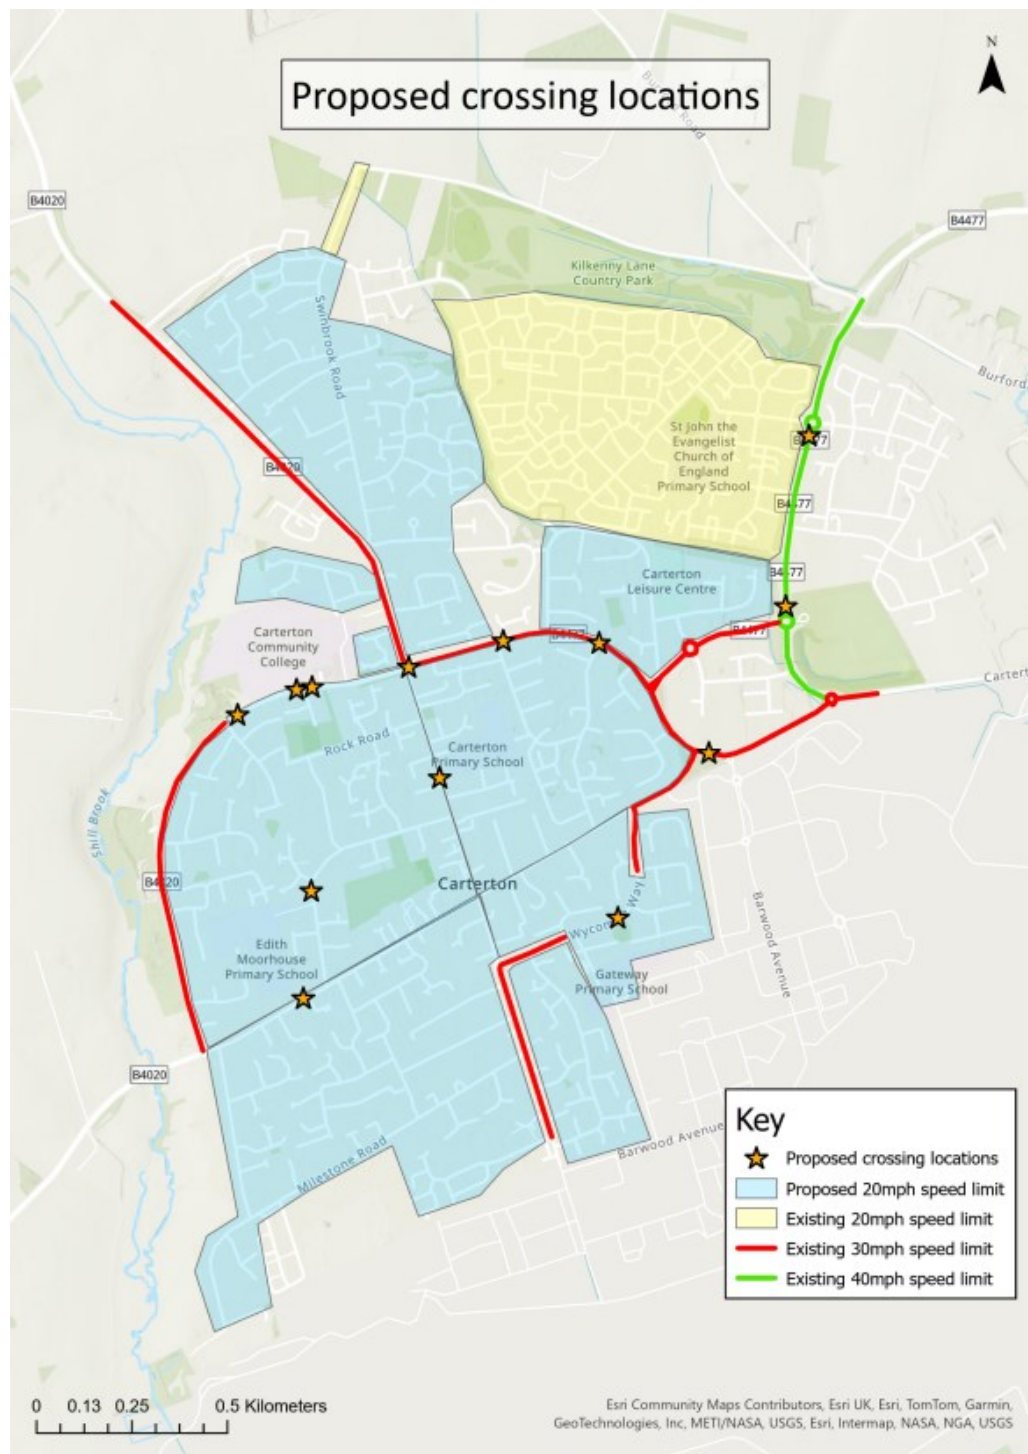 N
Proposed crossing locations
B4020
B4477
Kilkenny Lane
Country Park
Swinbrook Road
Burford
St John the
Evangelist
Church of
England
Primary School
B4477
B4477
B4477
Carterton
Leisure Centre
B4477
Carterton
Community
College
Rock Road
Carterton
Primary School
Shill Brook
Carterton
Way
Barwood Avenue
Edith
Moorhouse
Primary School
Gateway
Primary School
B4020
Milestone Road
Barwood Avenue
Key
Proposed crossing locations
Proposed 20mph speed limit
Existing 20mph speed limit
Existing 30mph speed limit
Existing 40mph speed limit
0 0.13 0.25 0.5 Kilometers
Esri Community Maps Contributors, Esri UK, Esri, TomTom, Garmin,
GeoTechnologies, Inc, METI/NASA, USGS, Esri, Intermap, NASA, NGA, USGS